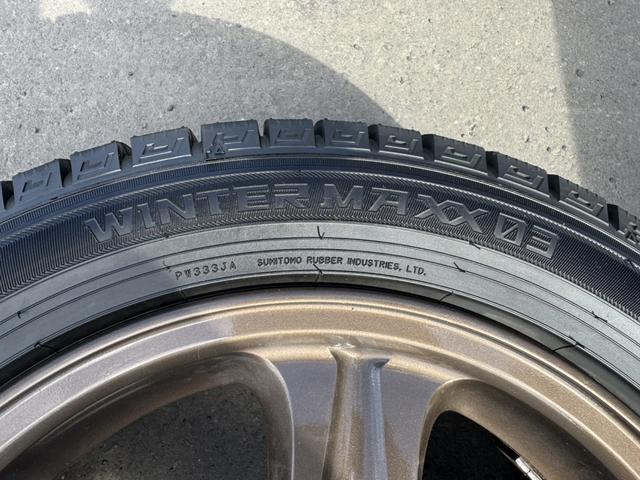 WINTER MAXX 03
PW333JA SUMITOMO RUBBER INDUSTRIES, LTD.